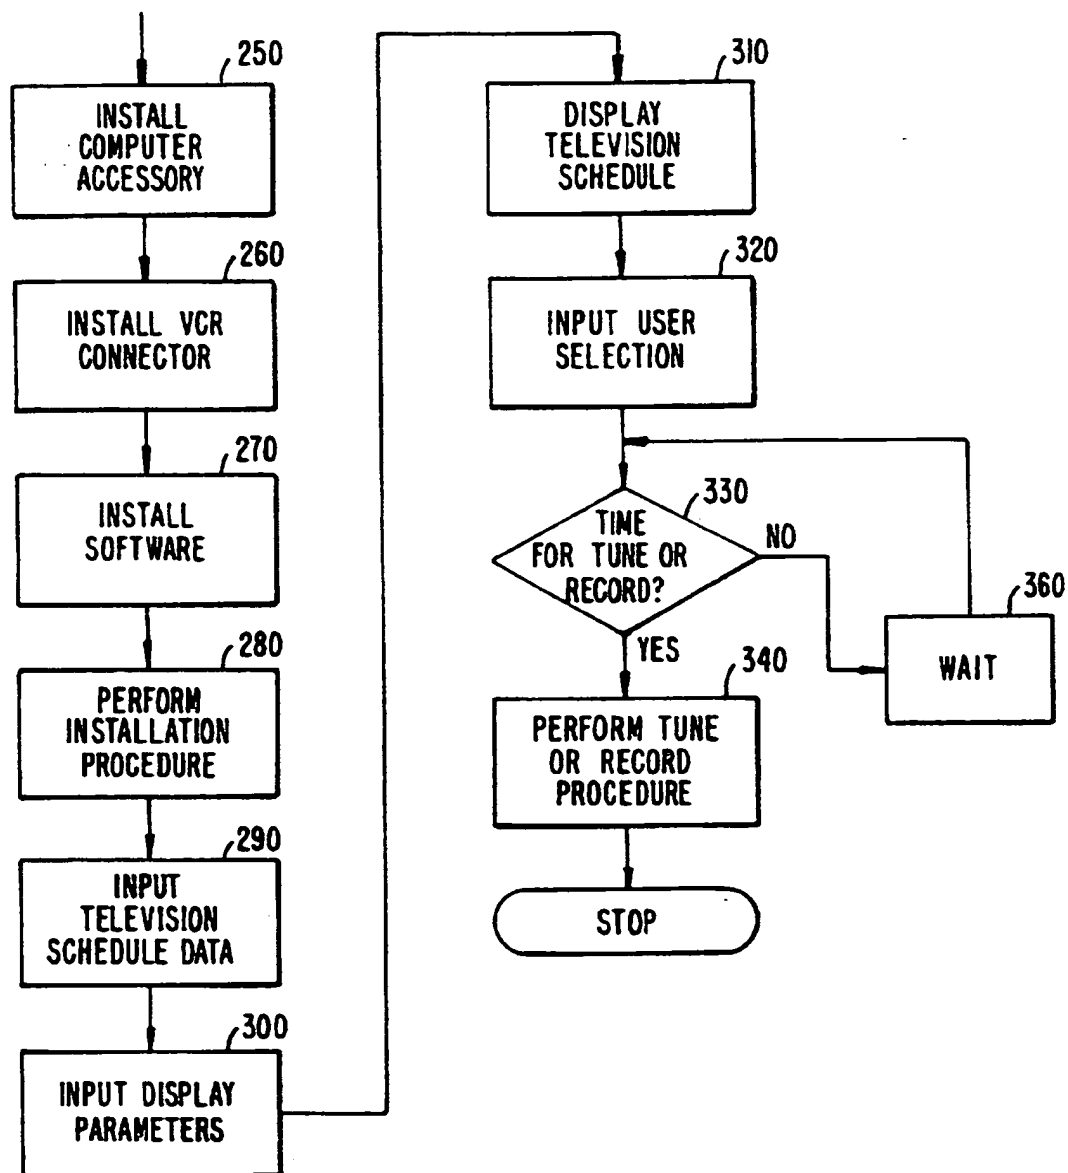 250
INSTALL
COMPUTER
ACCESSORY
260
INSTALL VCR
CONNECTOR
270
INSTALL
SOFTWARE
280
PERFORM
INSTALLATION
PROCEDURE
290
INPUT
TELEVISION
SCHEDULE DATA
300
INPUT DISPLAY
PARAMETERS
310
DISPLAY
TELEVISION
SCHEDULE
320
INPUT USER
SELECTION
330
TIME
FOR TUNE OR
RECORD?
NO
YES
360
WAIT
340
PERFORM TUNE
OR RECORD
PROCEDURE
STOP